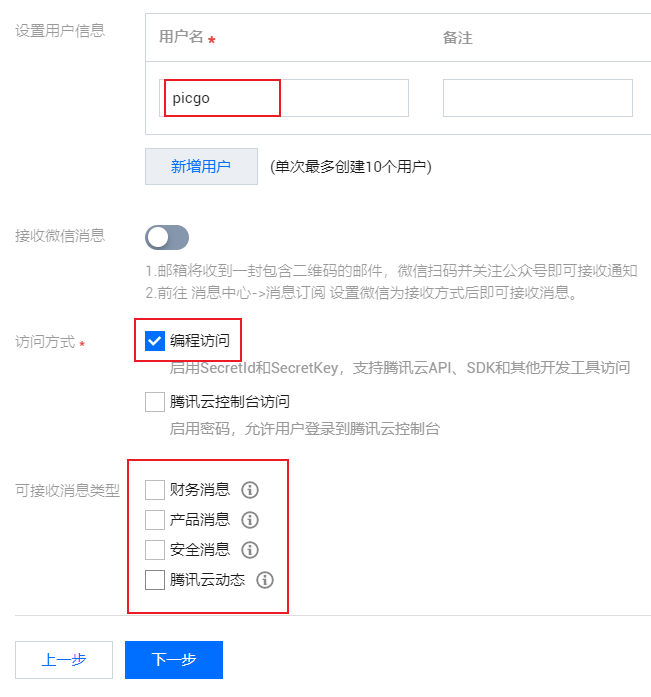 设置用户信息
用户名 *
备注
picgo
新增用户
(单次最多创建10个用户)
接收微信消息
1.邮箱将收到一封包含二维码的邮件，微信扫码并关注公众号即可接收通知
2.前往 消息中心->消息订阅 设置微信为接收方式后即可接收消息。
访问方式 *
编程访问
启用SecretId和SecretKey，支持腾讯云API、SDK和其他开发工具访问
腾讯云控制台访问
启用密码，允许用户登录到腾讯云控制台
可接收消息类型
财务消息
产品消息
安全消息
腾讯云动态
上一步
下一步